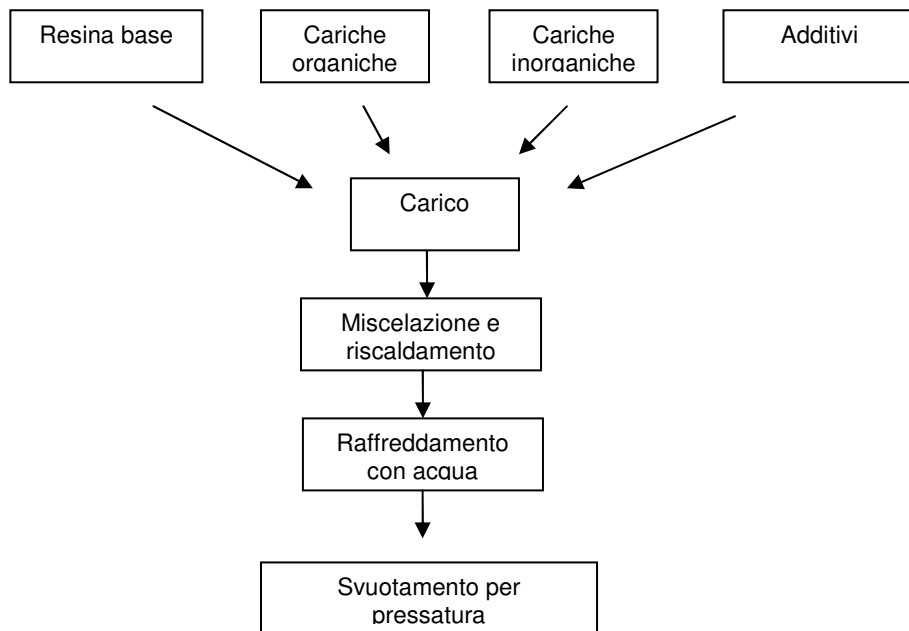 Resina base
Cariche
organiche
Cariche
inorganiche
Additivi
Carico
Miscelazione e
riscaldamento
Raffreddamento
con acqua
Svuotamento per
pressatura